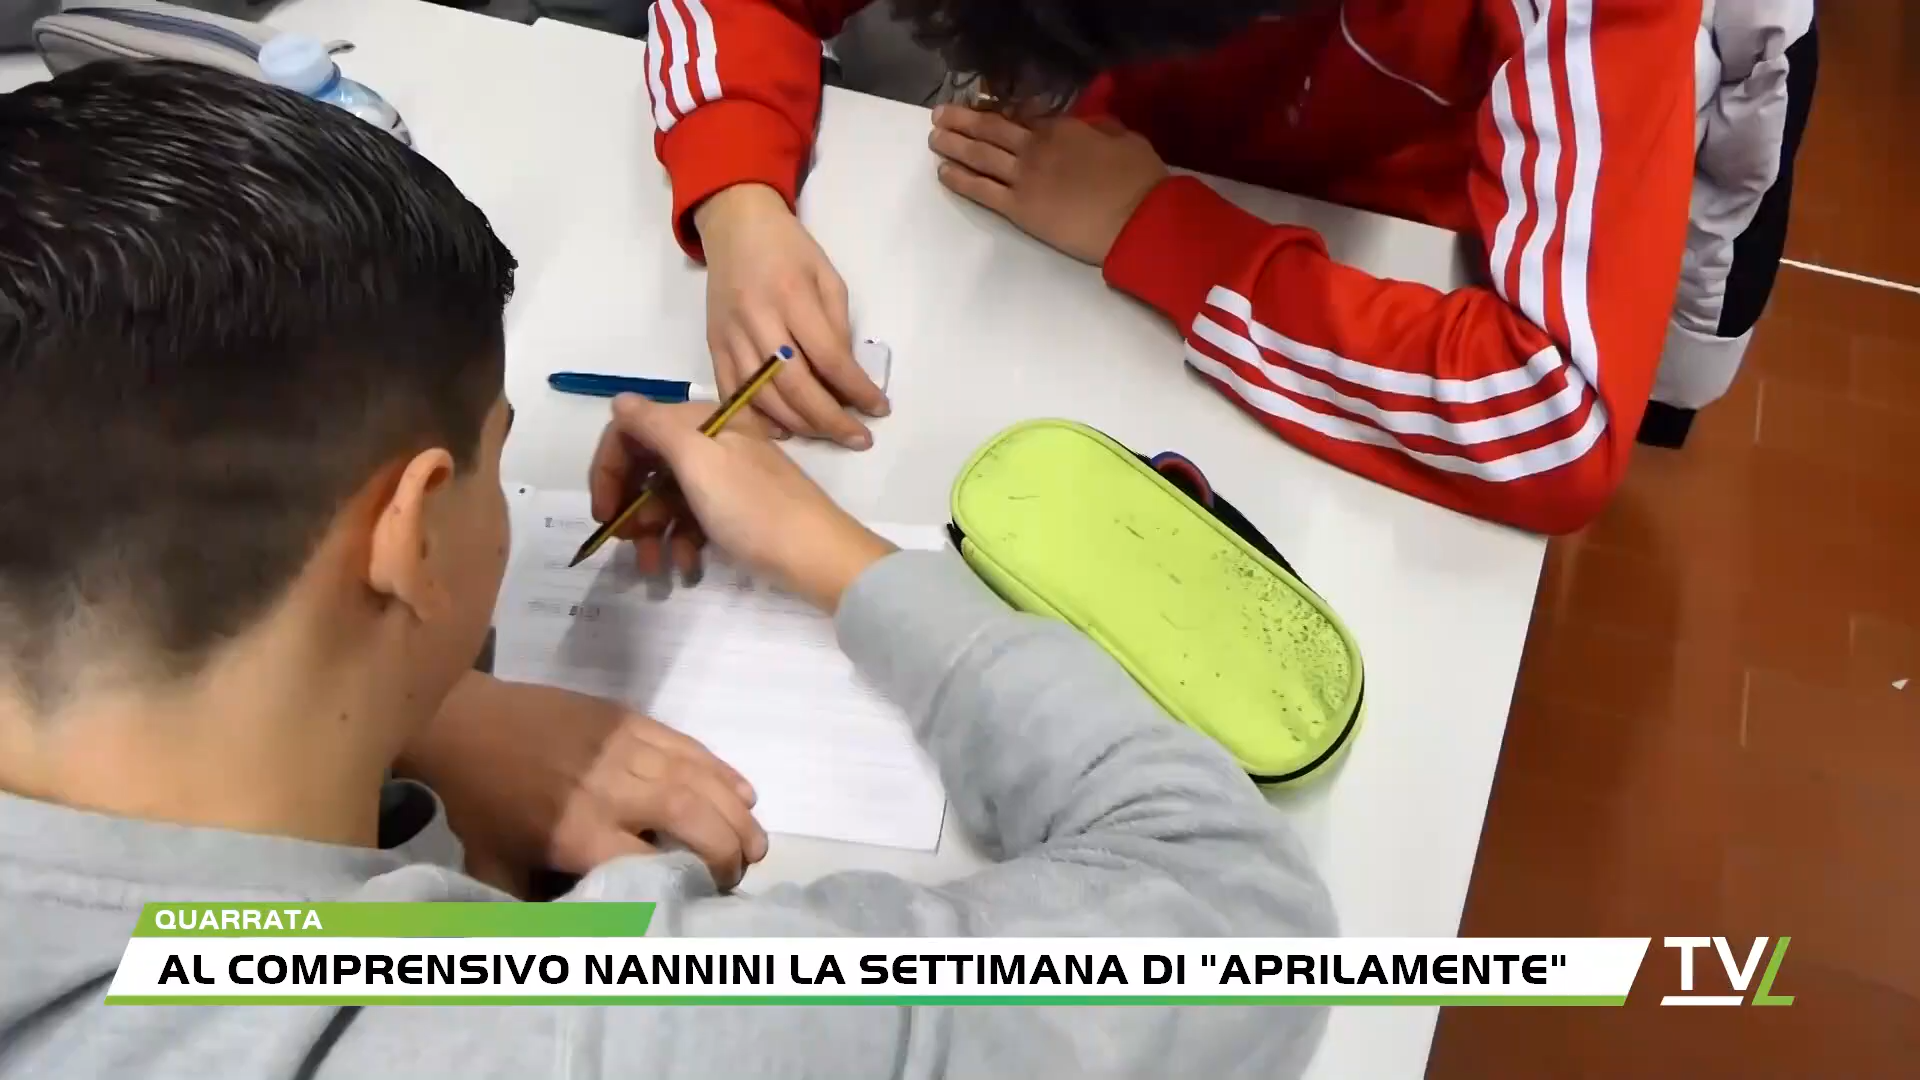 QUARRATA
AL COMPRENSIVO NANNINI LA SETTIMANA DI "APRILAMENTE"
TVL